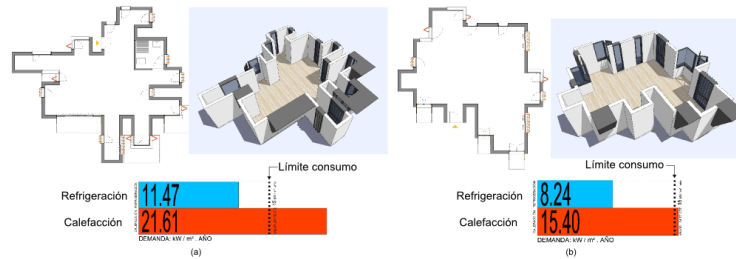 (a)
(b)
Límite consumo
Refrigeración
11.47
Calefacción
21.61
DEMANDA: kW / m² . AÑO
(a)
Límite consumo
Refrigeración
8.24
Calefacción
15.40
DEMANDA: kW / m² . AÑO
(b)